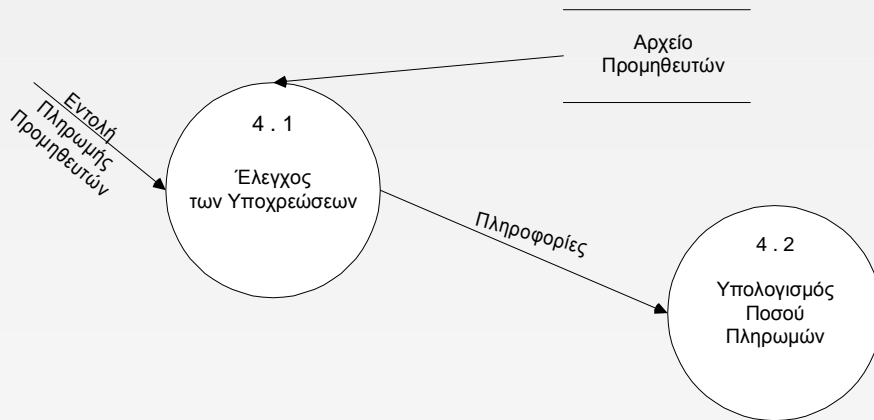 Αρχείο
Προμηθευτών
Εντολή
Πληρωμής
Προμηθευτών
4 . 1
Έλεγχος
των Υποχρεώσεων
Πληροφορίες
4 . 2
Υπολογισμός
Ποσού
Πληρωμών